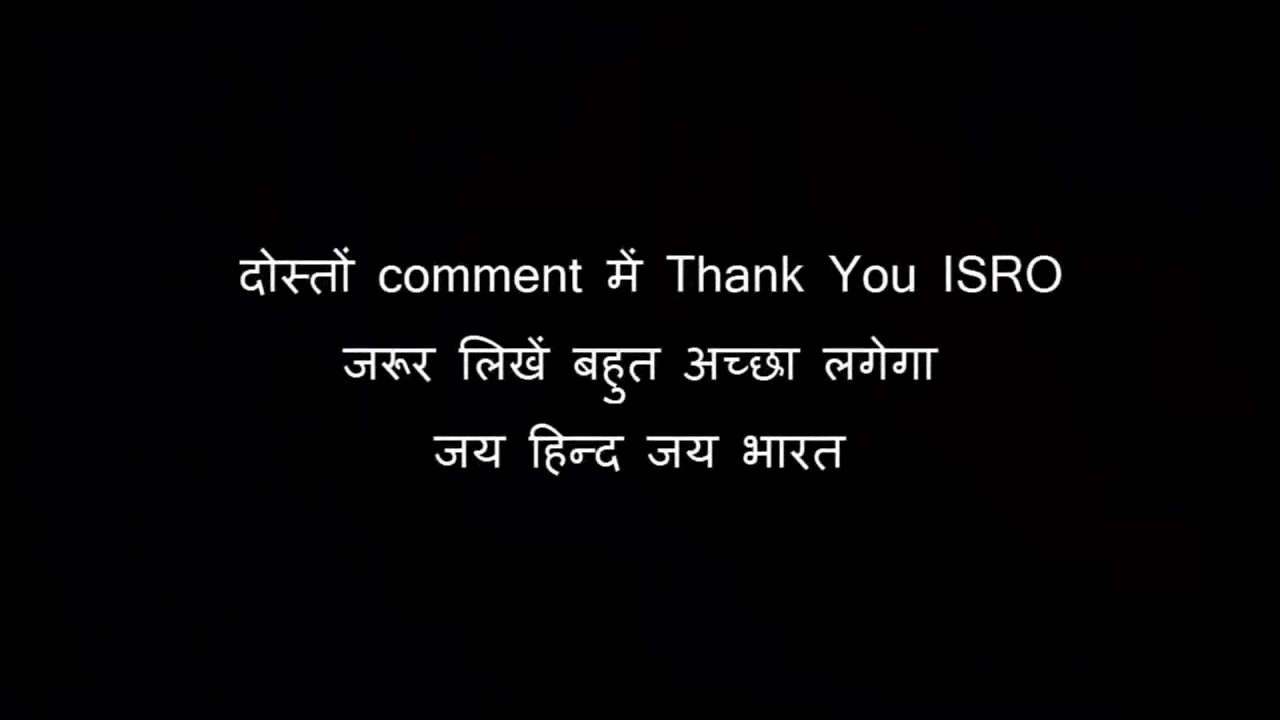 दोस्तों comment में Thank You ISRO
जरूर लिखें बहुत अच्छा लगेगा
जय हिन्द जय भारत